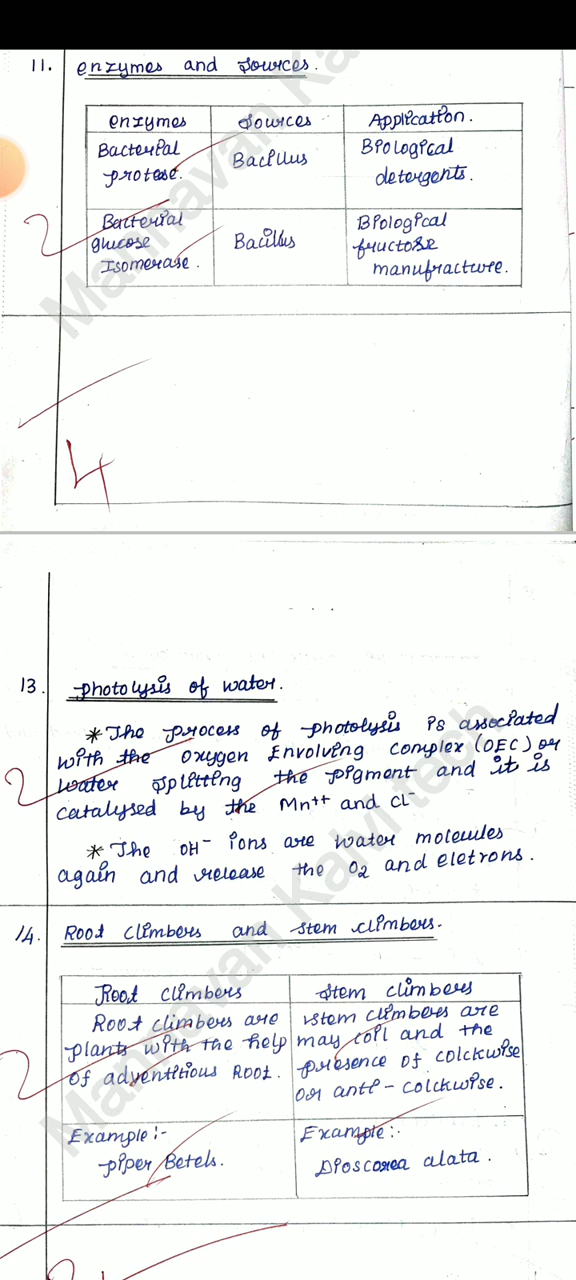 11. enzymes and sources.
enzymes sources Application.
Bacterial protease. Bacillus Biological detergents.
2
Bacterial glucose Isomerase. Bacillus Biological fructose manufracture.
4
13. photolysis of water.
* The process of photolysis is associated
with the oxygen Envolving complex (OEC) or
2
water splitting the pigment and it is
catalysed by the Mn++ and Cl-
* The OH- ions are water molecules
again and release the O2 and eletrons.
14. Root climbers and stem climbers.
Root climbers stem climbers
Root climbers are stem climbers are
plants with the help may coil and the
2
of adventitious Root. presence of colckwise
or anti-colckwise.
Example:- Example:-
piper Betels. Dioscorea alata.
Mannavan Kalvi tech